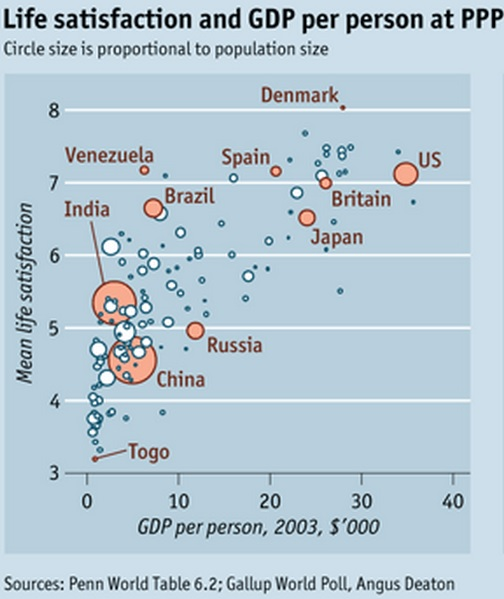 Life satisfaction and GDP per person at PPP
Circle size is proportional to population size
Denmark
8
Venezuela
Spain
US
7
Brazil
Britain
India
Japan
6
5
Russia
China
4
Togo
3
Mean life satisfaction
0 10 20 30 40
GDP per person, 2003, $'000
Sources: Penn World Table 6.2; Gallup World Poll, Angus Deaton